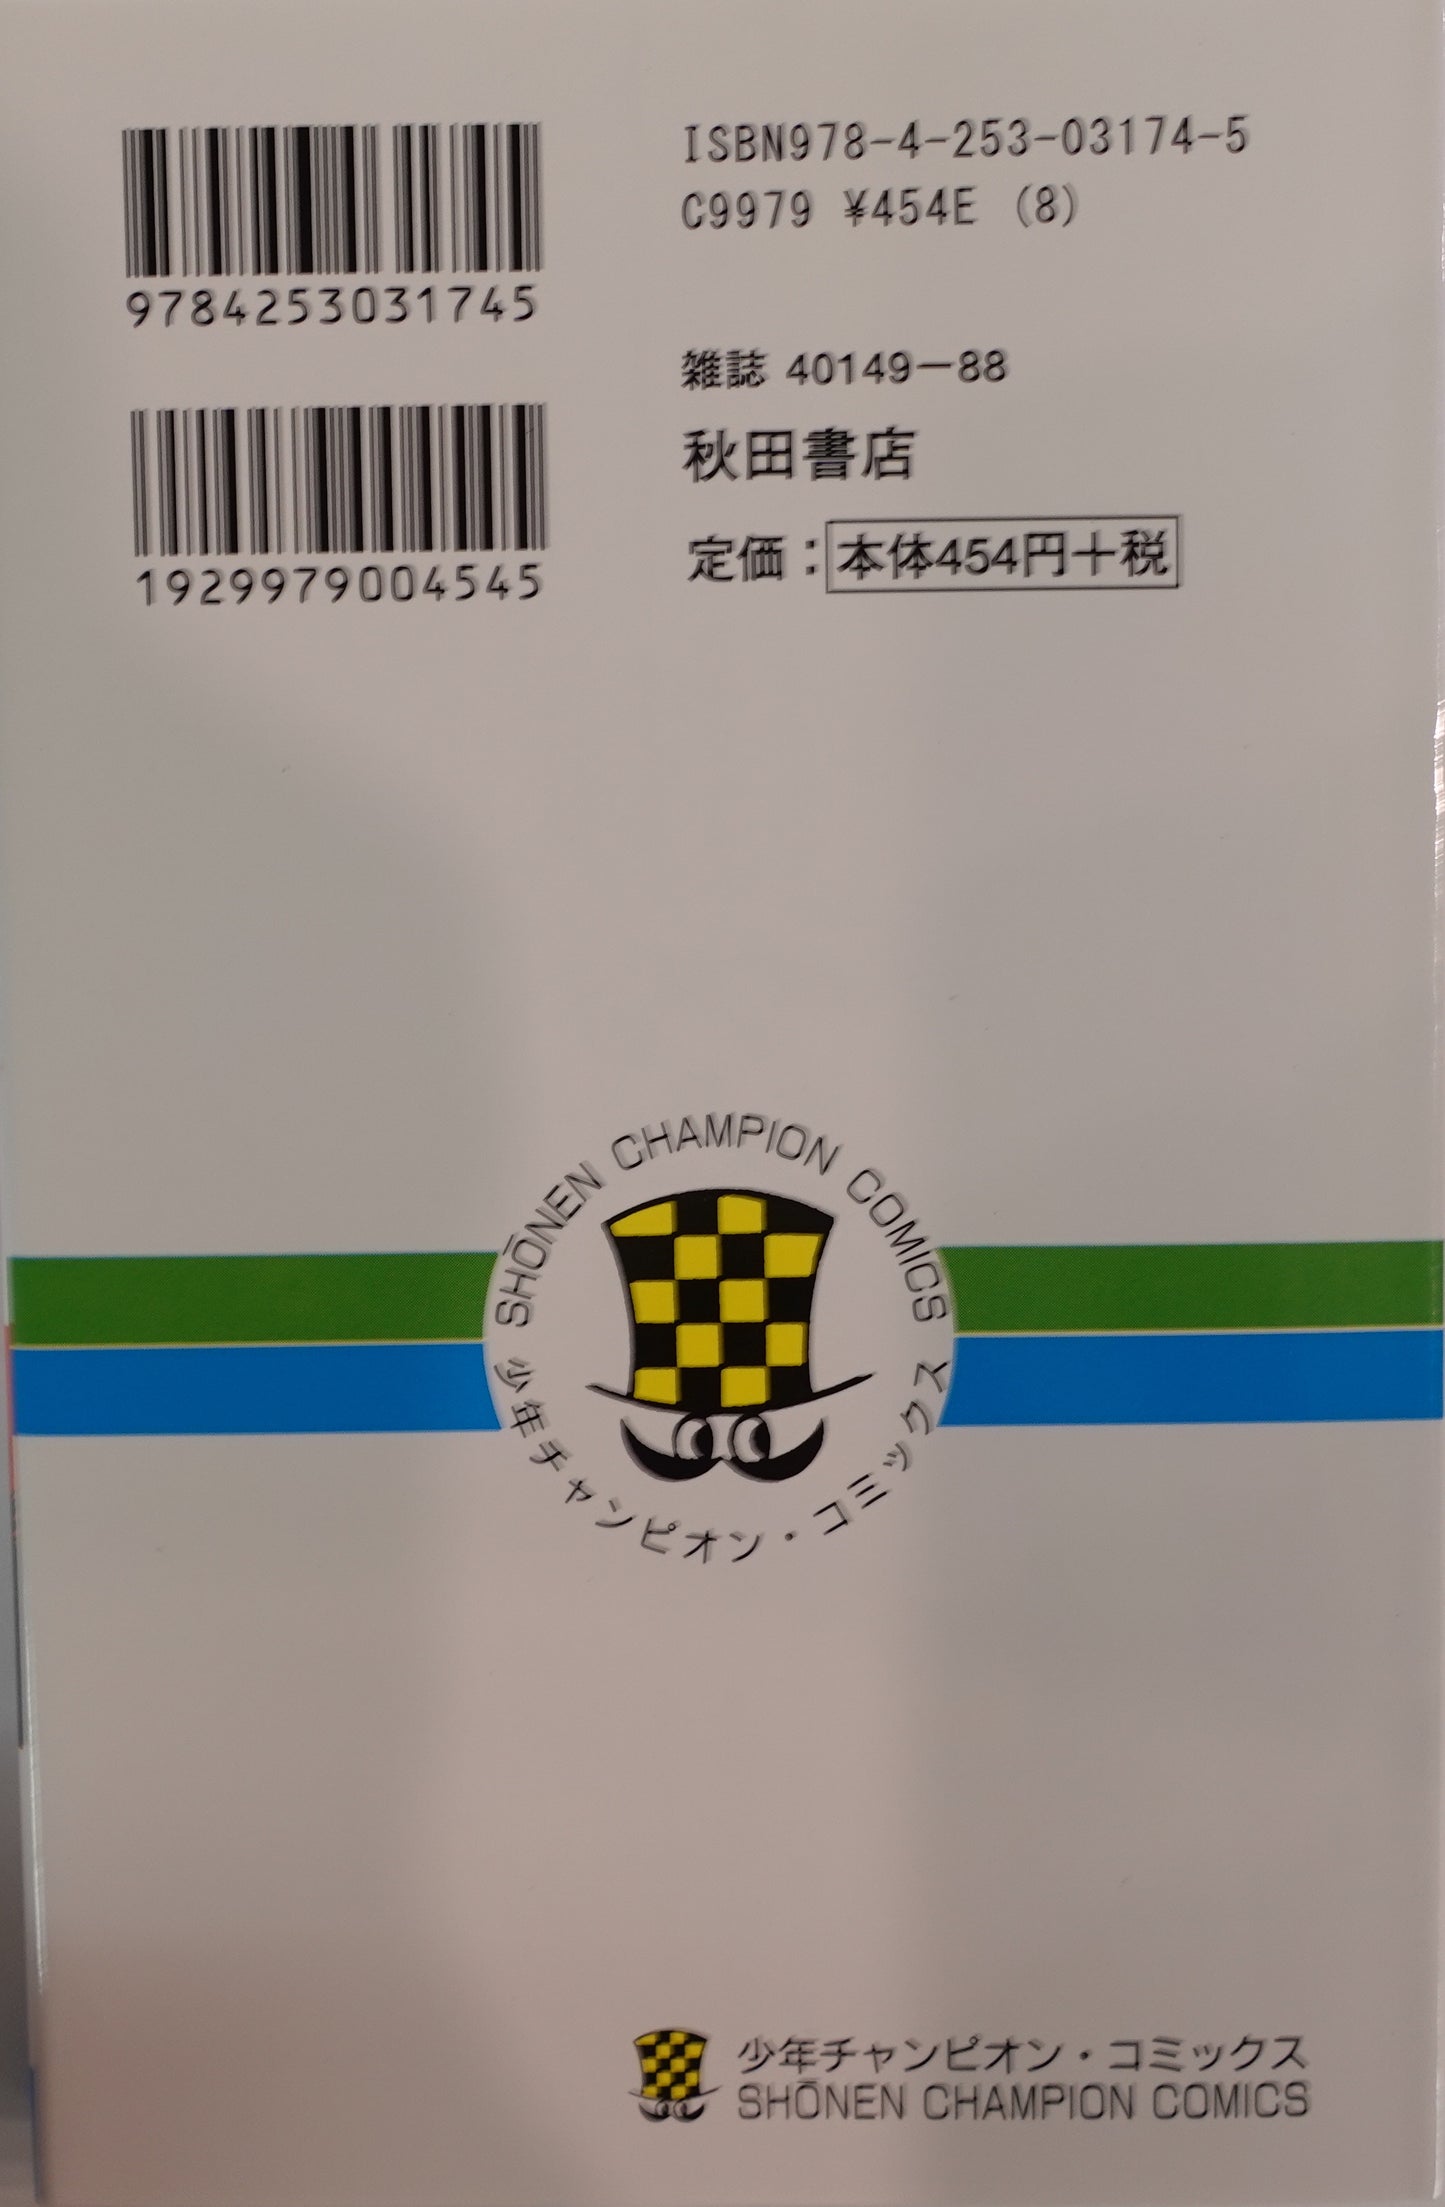 9784253031745
1929979004545
ISBN978-4-253-03174-5
C9979 ¥454E (8)
雑誌 40149-88
秋田書店
定価：本体454円＋税
SHŌNEN CHAMPION COMICS
少年チャンピオン・コミックス
少年チャンピオン・コミックス
SHŌNEN CHAMPION COMICS